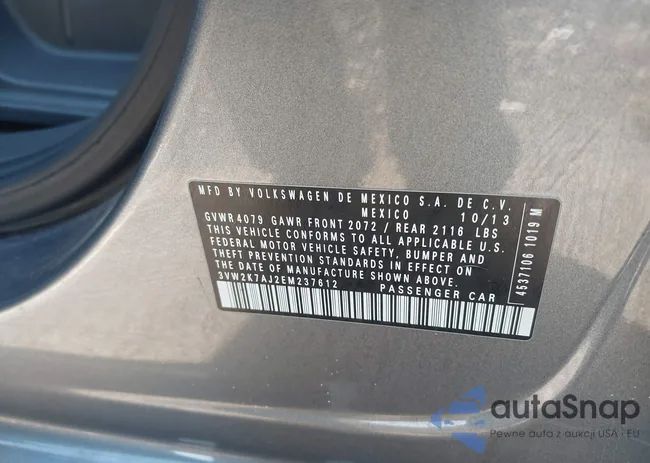 MFD BY VOLKSWAGEN DE MEXICO S.A. DE C.V.
MEXICO 10/13
GVWR 4079 GAWR FRONT 2072 / REAR 2116 LBS
THIS VEHICLE CONFORMS TO ALL APPLICABLE U.S.
FEDERAL MOTOR VEHICLE SAFETY, BUMPER AND
THEFT PREVENTION STANDARDS IN EFFECT ON
THE DATE OF MANUFACTURE SHOWN ABOVE.
3VW2K7AJ2EM237612 PASSENGER CAR
4537106 1019 M
autoSnap
Pewne auta z aukcji USA i EU